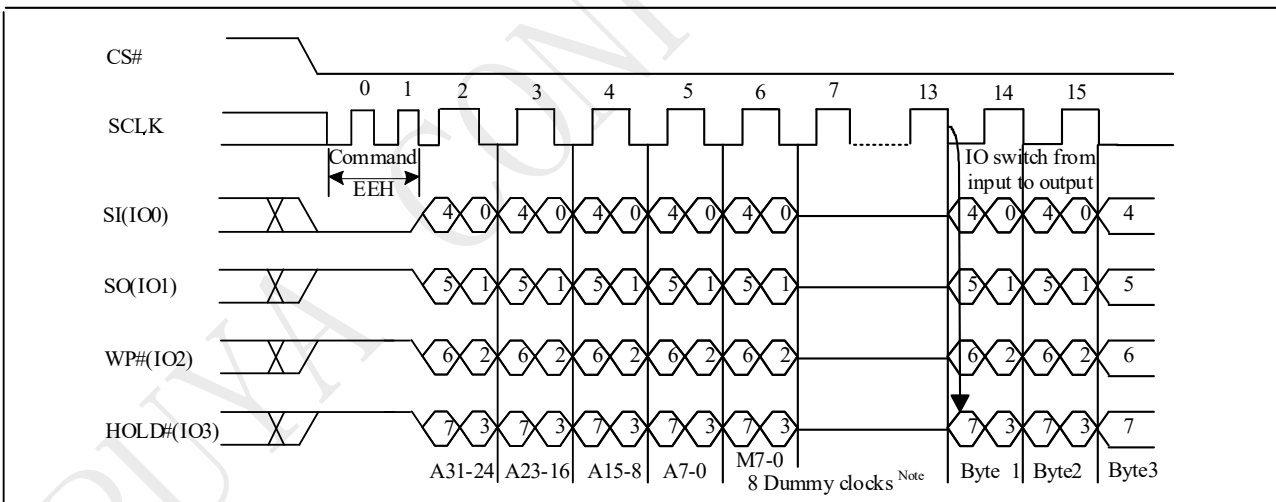 CS#
0 1 2 3 4 5 6 7 13 14 15
SCLK
Command
EEH
IO switch from
input to output
SI(IO0) 4 0 4 0 4 0 4 0 4 0 4 0 4 0 4
SO(IO1) 5 1 5 1 5 1 5 1 5 1 5 1 5 1 5
WP#(IO2) 6 2 6 2 6 2 6 2 6 2 6 2 6 2 6
HOLD#(IO3) 7 3 7 3 7 3 7 3 7 3 7 3 7 3 7
A31-24 A23-16 A15-8 A7-0 M7-0 Byte 1 Byte2 Byte3
8 Dummy clocks Note
PUYA CONF